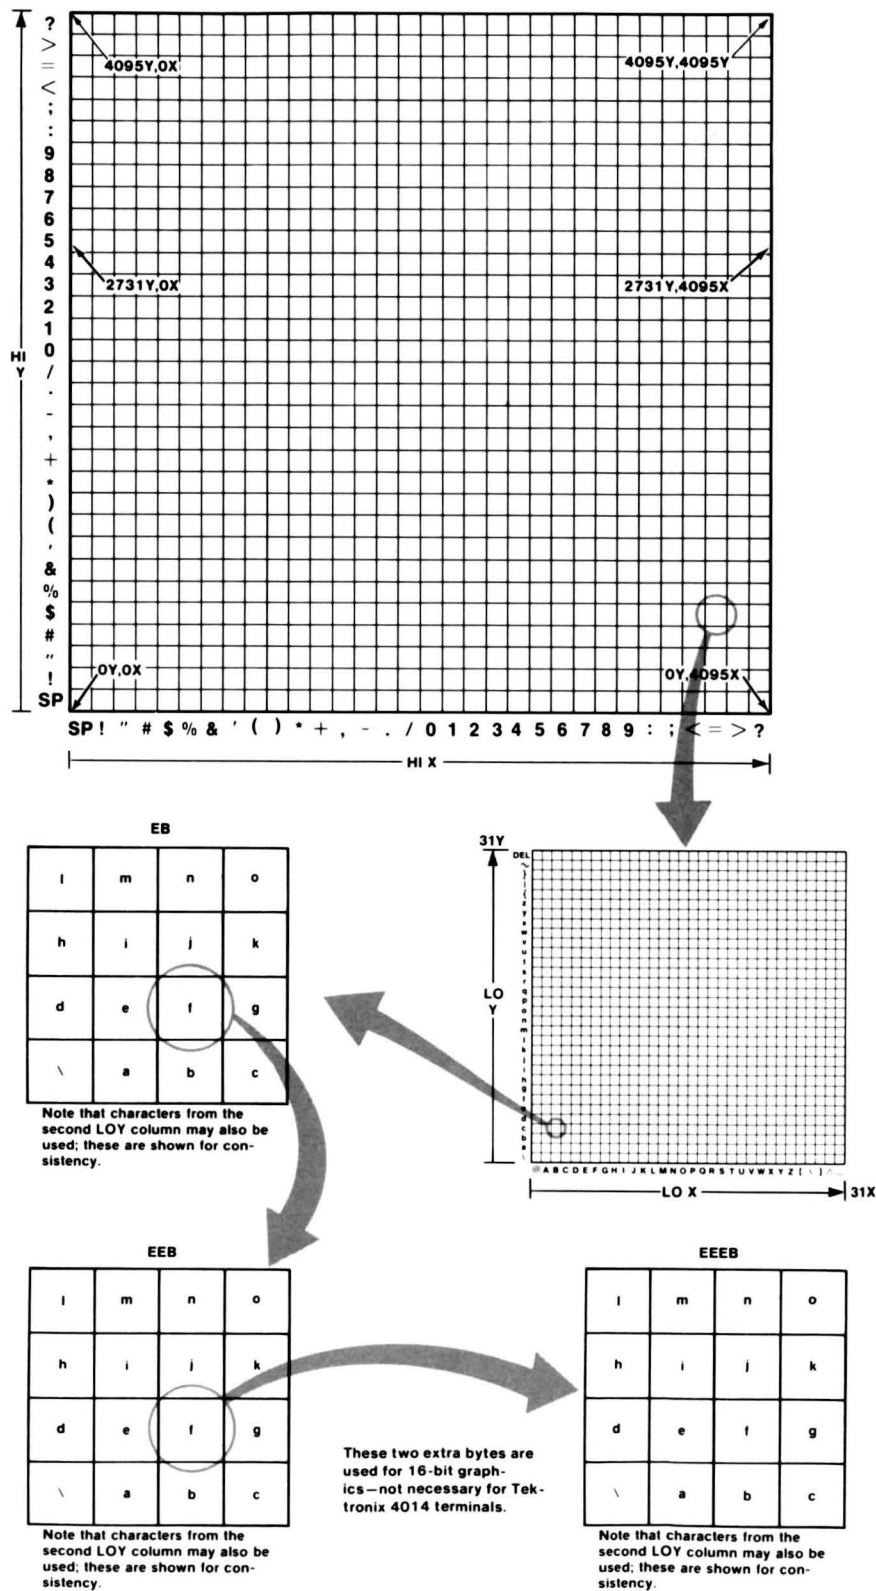 ?
>
=
<
;
:
9
8
7
6
5
4
3
2
1
0
/
.
-
,
+
*
)
(
'
&
%
$
#
"
!
SP
HI
Y
4095Y,0X
4095Y,4095Y
2731Y,0X
2731Y,4095X
0Y,0X
0Y,4095X
SP ! " # $ % & ' ( ) * + , - . / 0 1 2 3 4 5 6 7 8 9 : ; < = > ?
HI X
EB
l m n o
h i j k
d e f g
\ a b c
Note that characters from the
second LOY column may also be
used; these are shown for con-
sistency.
31Y
DEL
~
}
|
{
z
y
x
w
v
u
t
s
r
q
p
o
n
m
l
k
j
i
h
g
f
e
d
c
b
a
\
LO
Y
@ A B C D E F G H I J K L M N O P Q R S T U V W X Y Z [ \ ] ^ _
LO X
31X
EEB
l m n o
h i j k
d e f g
\ a b c
Note that characters from the
second LOY column may also be
used; these are shown for con-
sistency.
These two extra bytes are
used for 16-bit graph-
ics—not necessary for Tek-
tronix 4014 terminals.
EEEB
l m n o
h i j k
d e f g
\ a b c
Note that characters from the
second LOY column may also be
used; these are shown for con-
sistency.